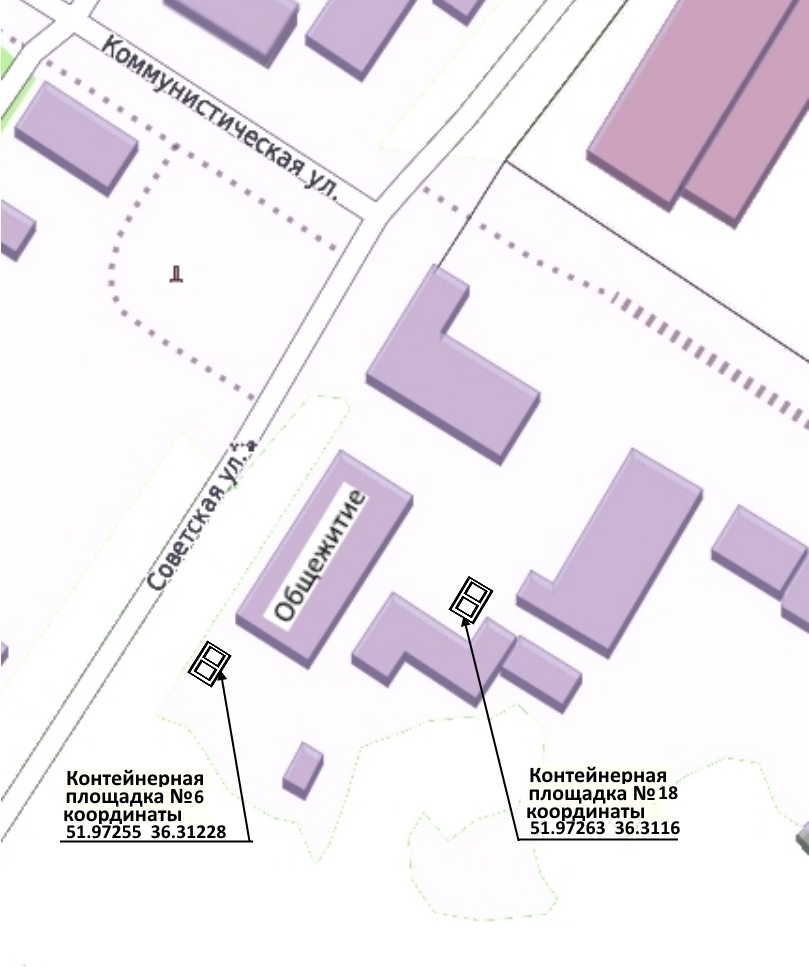 Коммунистическая ул.
Советская ул.
Общежитие
Контейнерная
площадка №6
координаты
51.97255 36.31228
Контейнерная
площадка №18
координаты
51.97263 36.3116